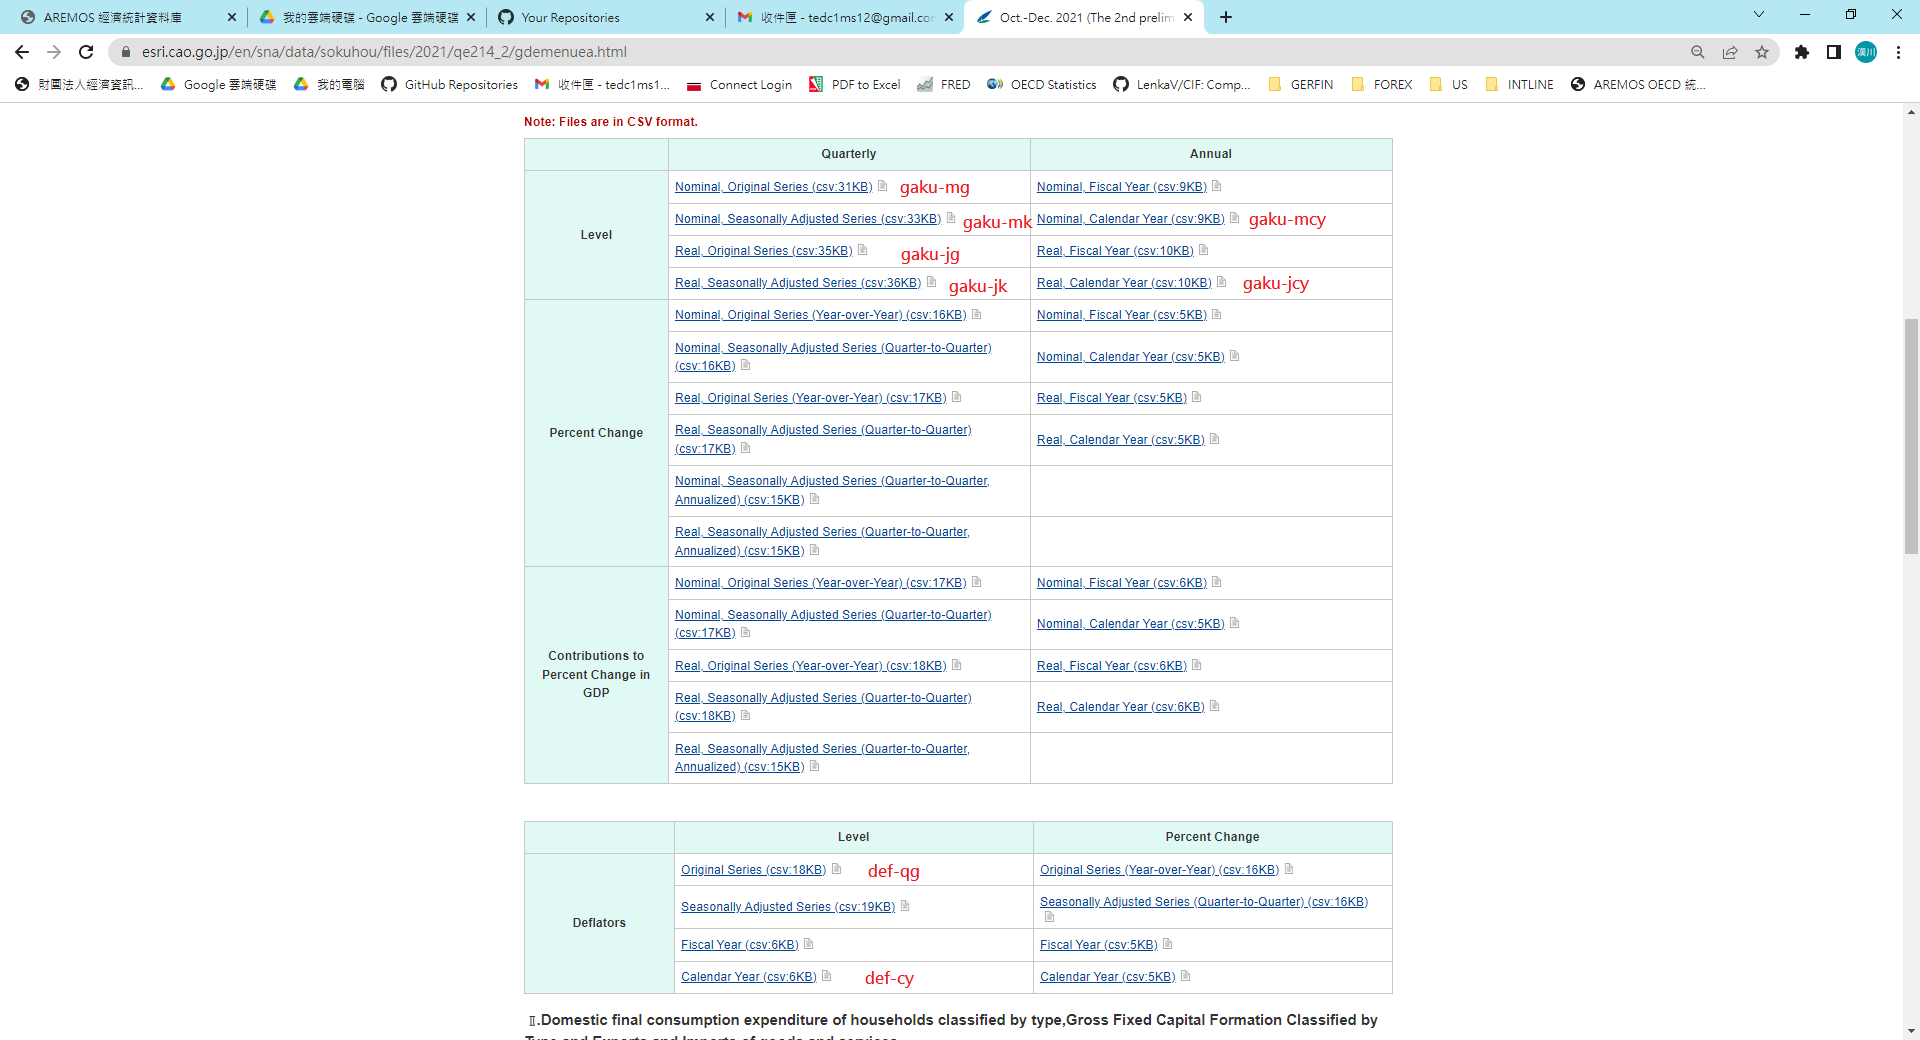 AREMOS 經濟統計資料庫
我的雲端硬碟 - Google 雲端硬碟
Your Repositories
收件匣 - tedc1ms12@gmail.com
Oct.-Dec. 2021 (The 2nd prelim
esri.cao.go.jp/en/sna/data/sokuhou/files/2021/qe214_2/gdemenuea.html
漢川
財團法人經濟資訊...
Google 雲端硬碟
我的電腦
GitHub Repositories
收件匣 - tedc1ms1...
Connect Login
PDF to Excel
FRED
OECD Statistics
LenkaV/CIF: Comp...
GERFIN
FOREX
US
INTLINE
AREMOS OECD 統...
Note: Files are in CSV format.
Quarterly
Annual
Level
Nominal, Original Series (csv:31KB) gaku-mg
Nominal, Fiscal Year (csv:9KB)
Nominal, Seasonally Adjusted Series (csv:33KB) gaku-mk
Nominal, Calendar Year (csv:9KB) gaku-mcy
Real, Original Series (csv:35KB) gaku-jg
Real, Fiscal Year (csv:10KB)
Real, Seasonally Adjusted Series (csv:36KB) gaku-jk
Real, Calendar Year (csv:10KB) gaku-jcy
Percent Change
Nominal, Original Series (Year-over-Year) (csv:16KB)
Nominal, Fiscal Year (csv:5KB)
Nominal, Seasonally Adjusted Series (Quarter-to-Quarter)
(csv:16KB)
Nominal, Calendar Year (csv:5KB)
Real, Original Series (Year-over-Year) (csv:17KB)
Real, Fiscal Year (csv:5KB)
Real, Seasonally Adjusted Series (Quarter-to-Quarter)
(csv:17KB)
Real, Calendar Year (csv:5KB)
Nominal, Seasonally Adjusted Series (Quarter-to-Quarter,
Annualized) (csv:15KB)
Real, Seasonally Adjusted Series (Quarter-to-Quarter,
Annualized) (csv:15KB)
Contributions to
Percent Change in
GDP
Nominal, Original Series (Year-over-Year) (csv:17KB)
Nominal, Fiscal Year (csv:6KB)
Nominal, Seasonally Adjusted Series (Quarter-to-Quarter)
(csv:17KB)
Nominal, Calendar Year (csv:5KB)
Real, Original Series (Year-over-Year) (csv:18KB)
Real, Fiscal Year (csv:6KB)
Real, Seasonally Adjusted Series (Quarter-to-Quarter)
(csv:18KB)
Real, Calendar Year (csv:6KB)
Real, Seasonally Adjusted Series (Quarter-to-Quarter,
Annualized) (csv:15KB)
Level
Percent Change
Deflators
Original Series (csv:18KB) def-qg
Original Series (Year-over-Year) (csv:16KB)
Seasonally Adjusted Series (csv:19KB)
Seasonally Adjusted Series (Quarter-to-Quarter) (csv:16KB)
Fiscal Year (csv:6KB)
Fiscal Year (csv:5KB)
Calendar Year (csv:6KB) def-cy
Calendar Year (csv:5KB)
Ⅱ.Domestic final consumption expenditure of households classified by type,Gross Fixed Capital Formation Classified by
Type and Exports and Imports of goods and services